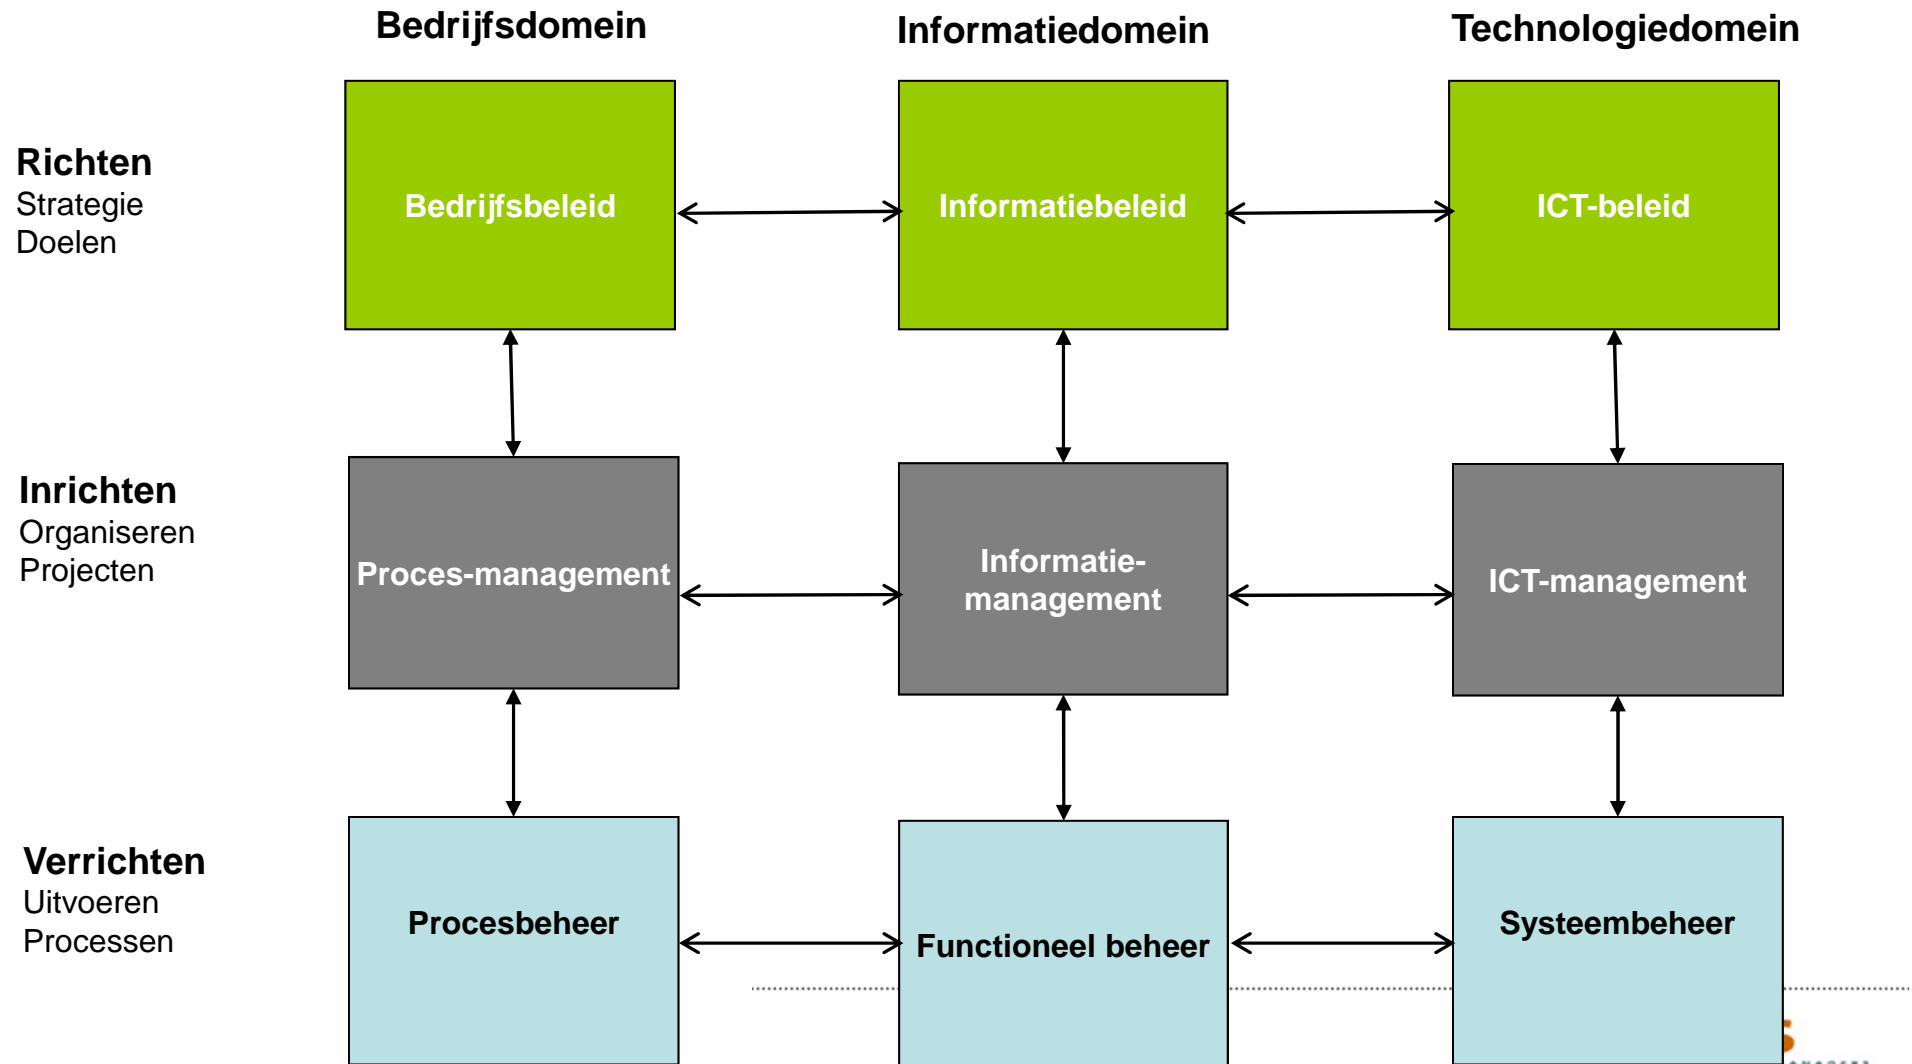 Bedrijfsdomein
Informatiedomein
Technologiedomein
Richten
Strategie
Doelen
Bedrijfsbeleid
Informatiebeleid
ICT-beleid
Inrichten
Organiseren
Projecten
Proces-management
Informatie-
management
ICT-management
Verrichten
Uitvoeren
Processen
Procesbeheer
Functioneel beheer
Systeembeheer